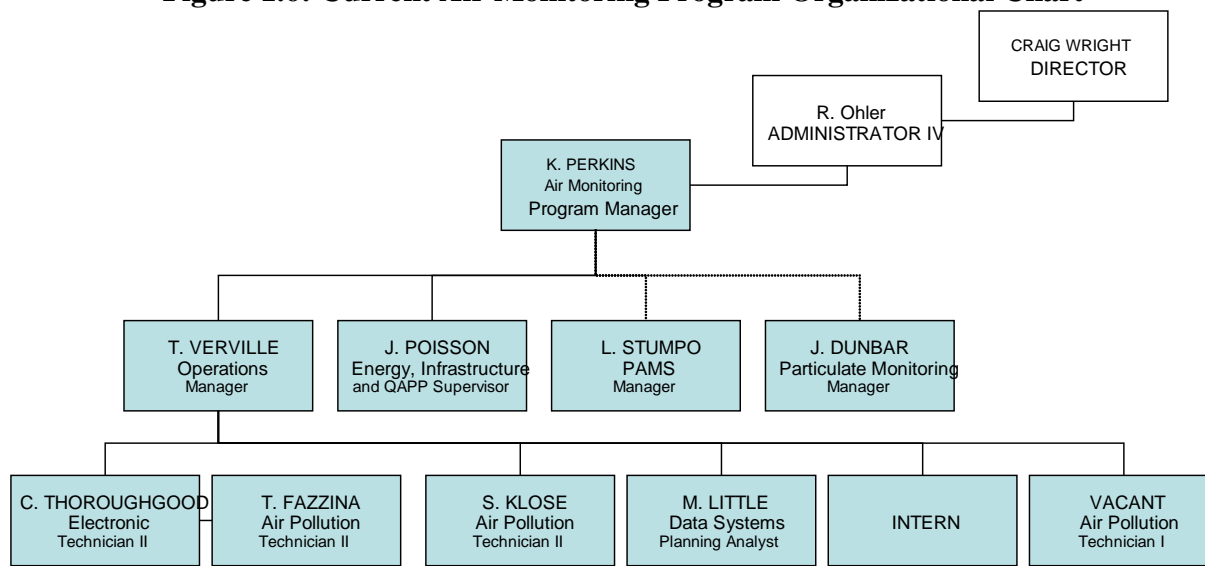 Figure 2.0: Current Air Monitoring Program Organizational Chart
CRAIG WRIGHT
DIRECTOR
R. Ohler
ADMINISTRATOR IV
K. PERKINS
Air Monitoring
Program Manager
T. VERVILLE
Operations
Manager
J. POISSON
Energy, Infrastructure
and QAPP Supervisor
L. STUMPO
PAMS
Manager
J. DUNBAR
Particulate Monitoring
Manager
C. THOROUGHGOOD
Electronic
Technician II
T. FAZZINA
Air Pollution
Technician II
S. KLOSE
Air Pollution
Technician II
M. LITTLE
Data Systems
Planning Analyst
INTERN
VACANT
Air Pollution
Technician I